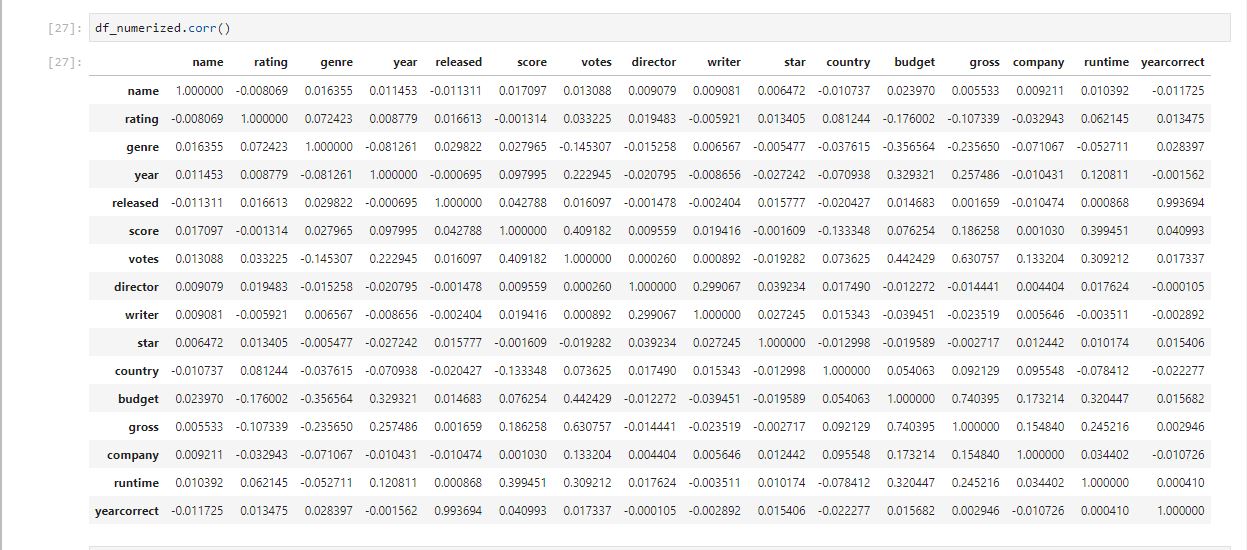 [27]: df_numerized.corr()
[27]: name rating genre year released score votes director writer star country budget gross company runtime yearcorrect
name 1.000000 -0.008069 0.016355 0.011453 -0.011311 0.017097 0.013088 0.009079 0.009081 0.006472 -0.010737 0.023970 0.005533 0.009211 0.010392 -0.011725
rating -0.008069 1.000000 0.072423 0.008779 0.016613 -0.001314 0.033225 0.019483 -0.005921 0.013405 0.081244 -0.176002 -0.107339 -0.032943 0.062145 0.013475
genre 0.016355 0.072423 1.000000 -0.081261 0.029822 0.027965 -0.145307 -0.015258 0.006567 -0.005477 -0.037615 -0.356564 -0.235650 -0.071067 -0.052711 0.028397
year 0.011453 0.008779 -0.081261 1.000000 -0.000695 0.097995 0.222945 -0.020795 -0.008656 -0.027242 -0.070938 0.329321 0.257486 -0.010431 0.120811 -0.001562
released -0.011311 0.016613 0.029822 -0.000695 1.000000 0.042788 0.016097 -0.001478 -0.002404 0.015777 -0.020427 0.014683 0.001659 -0.010474 0.000868 0.993694
score 0.017097 -0.001314 0.027965 0.097995 0.042788 1.000000 0.409182 0.009559 0.019416 -0.001609 -0.133348 0.076254 0.186258 0.001030 0.399451 0.040993
votes 0.013088 0.033225 -0.145307 0.222945 0.016097 0.409182 1.000000 0.000260 0.000892 -0.019282 0.073625 0.442429 0.630757 0.133204 0.309212 0.017337
director 0.009079 0.019483 -0.015258 -0.020795 -0.001478 0.009559 0.000260 1.000000 0.299067 0.039234 0.017490 -0.012272 -0.014441 0.004404 0.017624 -0.000105
writer 0.009081 -0.005921 0.006567 -0.008656 -0.002404 0.019416 0.000892 0.299067 1.000000 0.027245 0.015343 -0.039451 -0.023519 0.005646 -0.003511 -0.002892
star 0.006472 0.013405 -0.005477 -0.027242 0.015777 -0.001609 -0.019282 0.039234 0.027245 1.000000 -0.012998 -0.019589 -0.002717 0.012442 0.010174 0.015406
country -0.010737 0.081244 -0.037615 -0.070938 -0.020427 -0.133348 0.073625 0.017490 0.015343 -0.012998 1.000000 0.054063 0.092129 0.095548 -0.078412 -0.022277
budget 0.023970 -0.176002 -0.356564 0.329321 0.014683 0.076254 0.442429 -0.012272 -0.039451 -0.019589 0.054063 1.000000 0.740395 0.173214 0.320447 0.015682
gross 0.005533 -0.107339 -0.235650 0.257486 0.001659 0.186258 0.630757 -0.014441 -0.023519 -0.002717 0.092129 0.740395 1.000000 0.154840 0.245216 0.002946
company 0.009211 -0.032943 -0.071067 -0.010431 -0.010474 0.001030 0.133204 0.004404 0.005646 0.012442 0.095548 0.173214 0.154840 1.000000 0.034402 -0.010726
runtime 0.010392 0.062145 -0.052711 0.120811 0.000868 0.399451 0.309212 0.017624 -0.003511 0.010174 -0.078412 0.320447 0.245216 0.034402 1.000000 0.000410
yearcorrect -0.011725 0.013475 0.028397 -0.001562 0.993694 0.040993 0.017337 -0.000105 -0.002892 0.015406 -0.022277 0.015682 0.002946 -0.010726 0.000410 1.000000